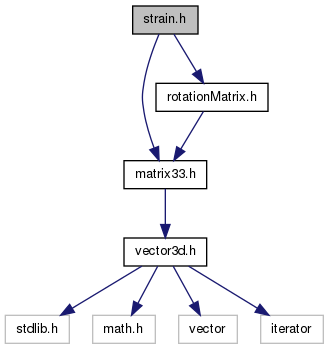 strain.h
rotationMatrix.h
matrix33.h
vector3d.h
stdlib.h
math.h
vector
iterator